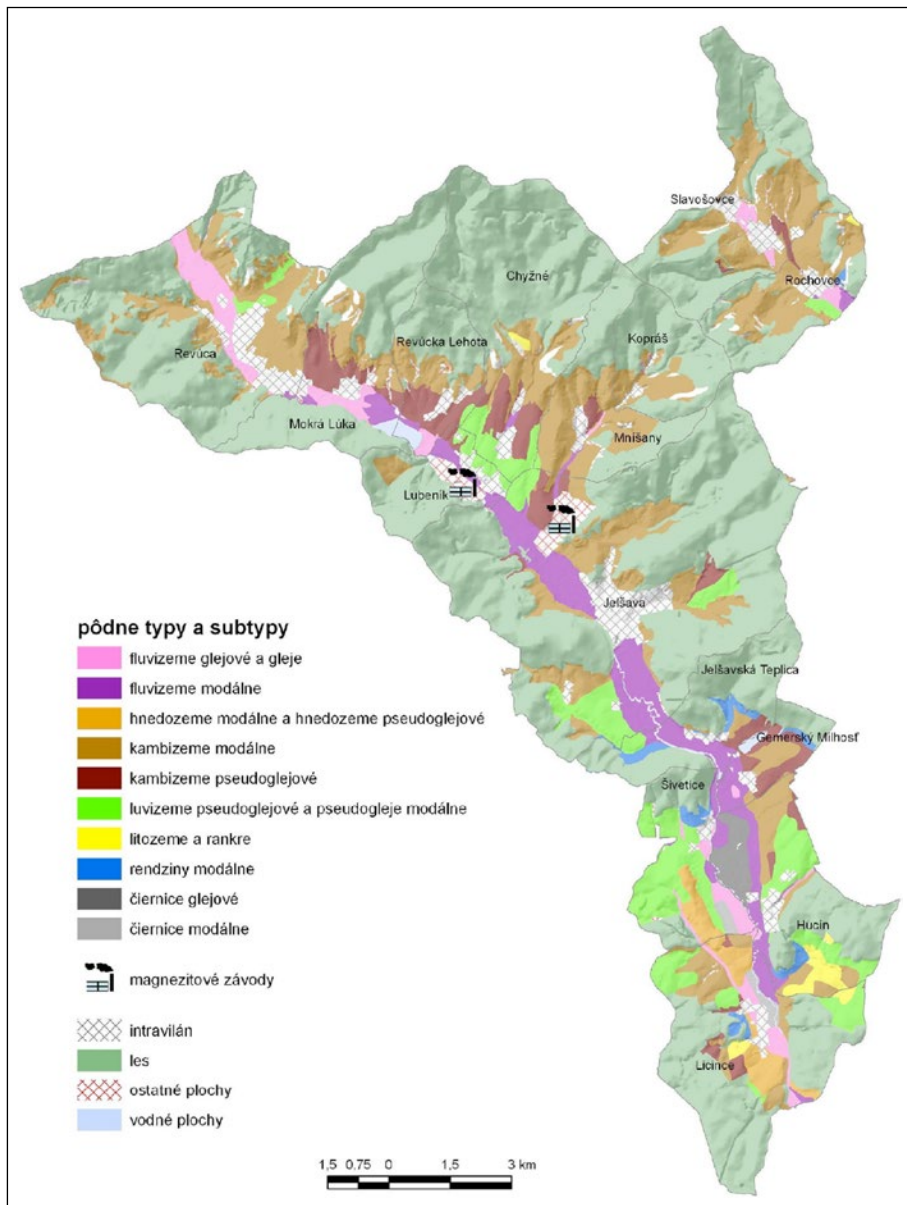 Slavošovce
Rochovce
Chyžné
Kopráš
Revúcka Lehota
Revúca
Mokrá Lúka
Mníšany
Lubeník
Jelšava
Jelšavská Teplica
Gemerský Milhosť
Šivetice
Hucín
Licince
pôdne typy a subtypy
fluvizeme glejové a gleje
fluvizeme modálne
hnedozeme modálne a hnedozeme pseudoglejové
kambizeme modálne
kambizeme pseudoglejové
luvizeme pseudoglejové a pseudogleje modálne
litozeme a rankre
rendziny modálne
čiernice glejové
čiernice modálne
magnezitové závody
intravilán
les
ostatné plochy
vodné plochy
1,5 0,75 0 1,5 3 km